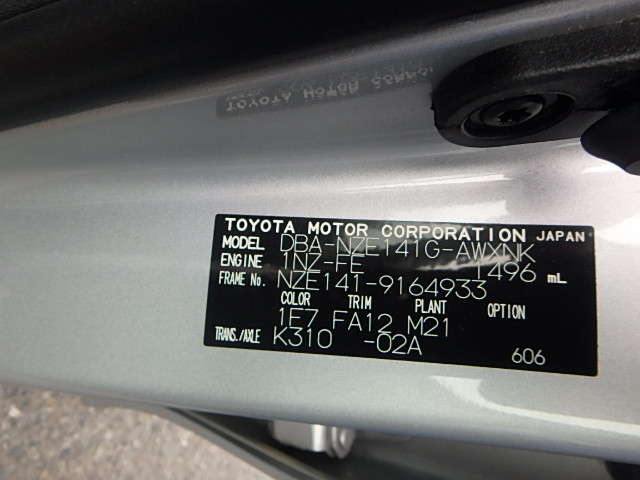 TOYOTA MOTOR CORPORATION JAPAN
MODEL DBA-NZE141G-AWXNK
ENGINE 1NZ-FE 1496 mL
FRAME No. NZE141-9164933
COLOR TRIM PLANT OPTION
1E7 FA12 M21
TRANS./AXLE K310 -02A
606